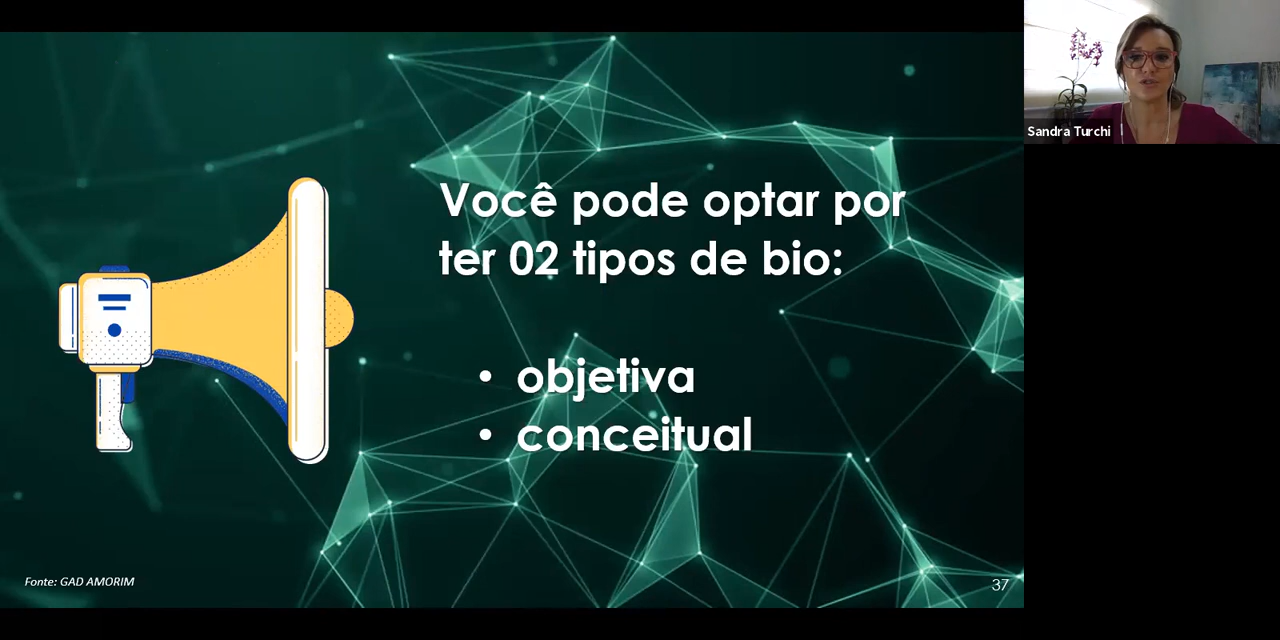 Você pode optar por
ter 02 tipos de bio:
• objetiva
• conceitual
Fonte: GAD AMORIM
37
Sandra Turchi